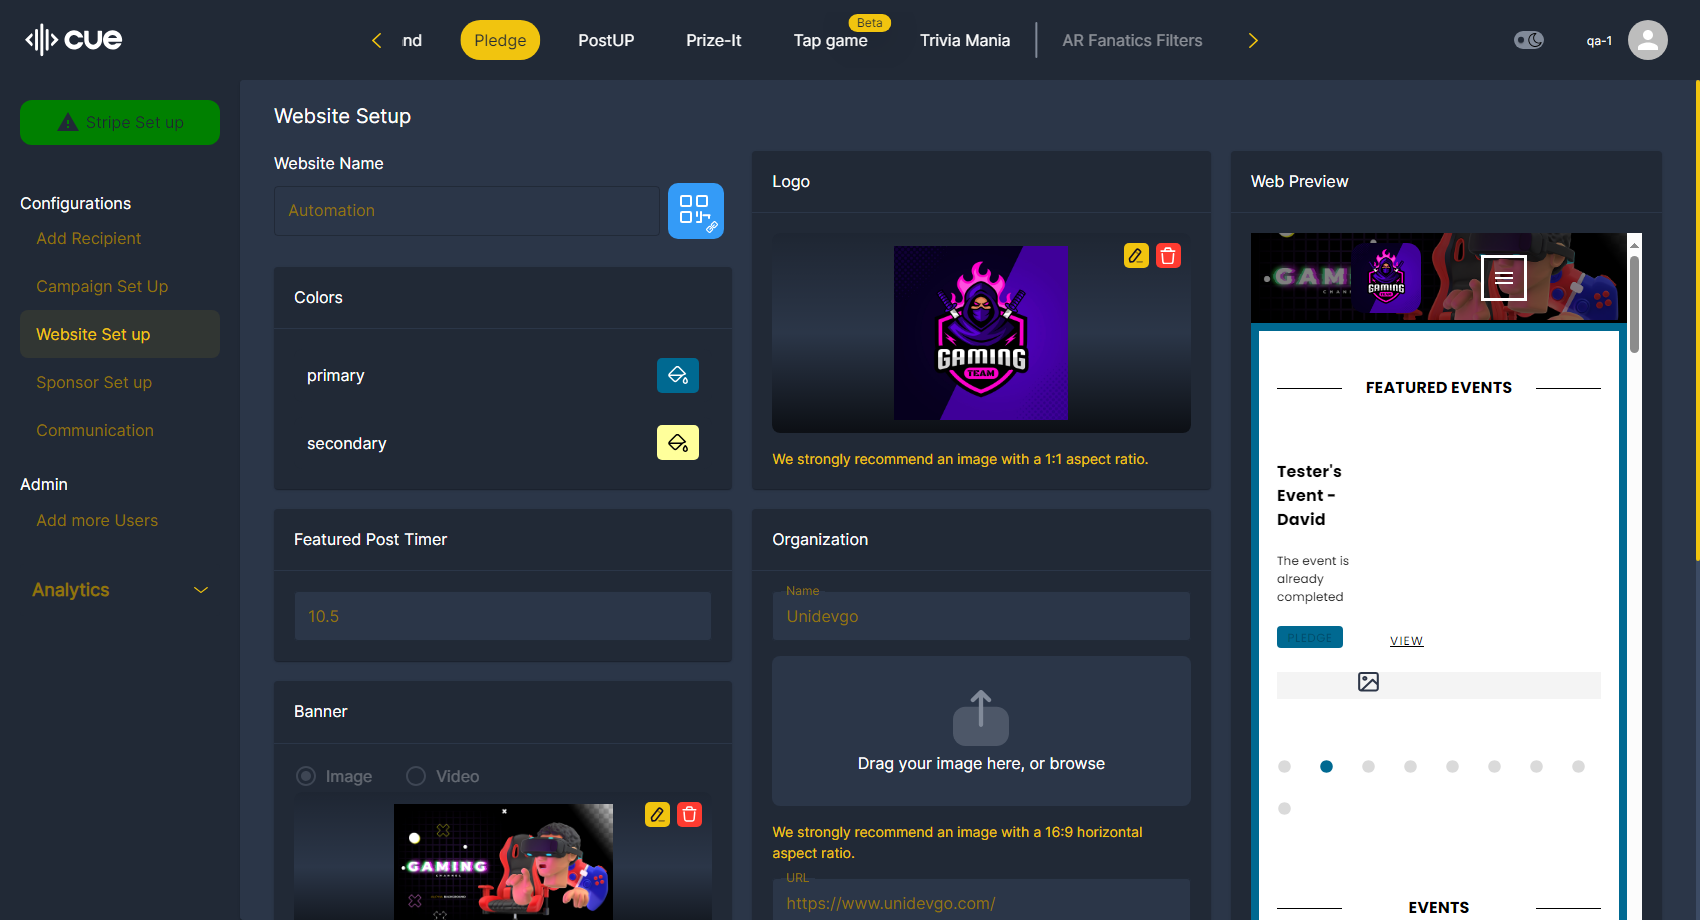 cue
nd
Pledge
PostUP
Prize-It
Beta
Tap game
Trivia Mania
AR Fanatics Filters
qa-1
Stripe Set up
Configurations
Add Recipient
Campaign Set Up
Website Set up
Sponsor Set up
Communication
Admin
Add more Users
Analytics
Website Setup
Website Name
Automation
Colors
primary
secondary
Featured Post Timer
10.5
Banner
Image
Video
GAMING
Logo
GAMING
TEAM
We strongly recommend an image with a 1:1 aspect ratio.
Organization
Name
Unidevgo
Drag your image here, or browse
We strongly recommend an image with a 16:9 horizontal
aspect ratio.
URL
https://www.unidevgo.com/
Web Preview
GAMI
GAMING
FEATURED EVENTS
Tester's
Event -
David
The event is
already
completed
PLEDGE
VIEW
EVENTS